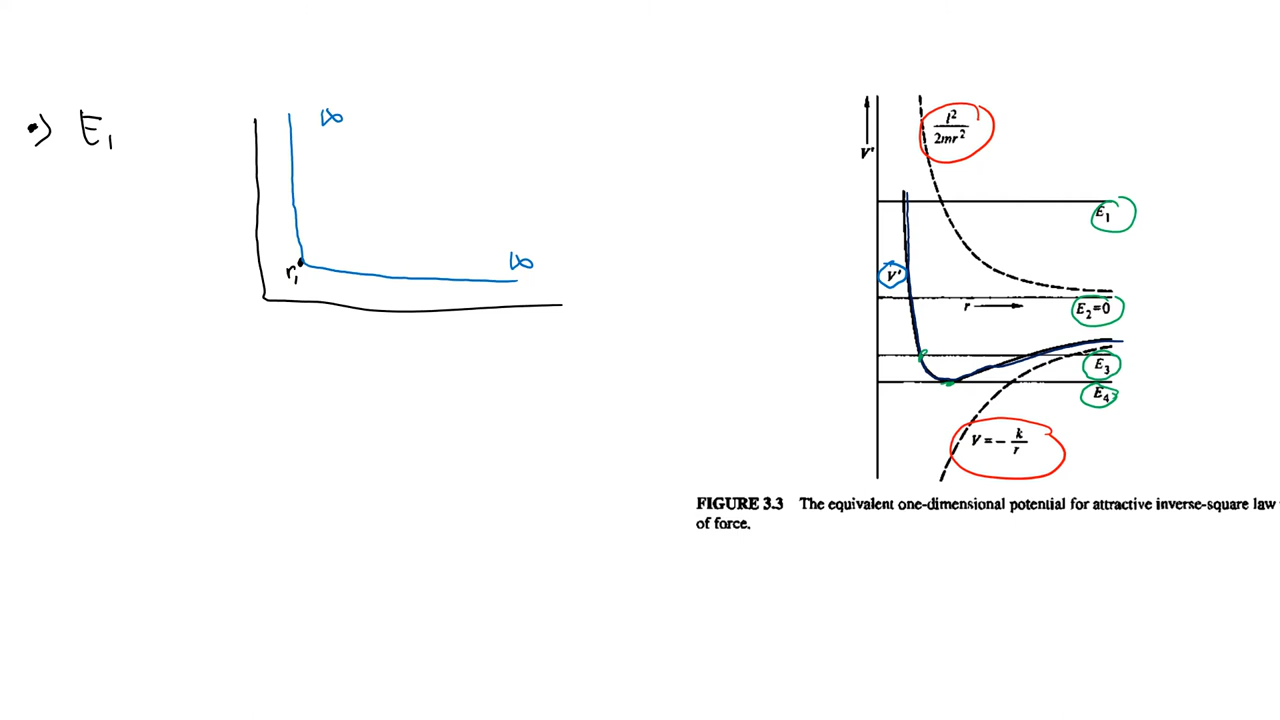 ⇒ E₁
∞
r₁
∞
l²
2mr²
V'
E₁
V'
r
E₂=0
E₃
E₄
V = − k/r
FIGURE 3.3 The equivalent one-dimensional potential for attractive inverse-square law
of force.